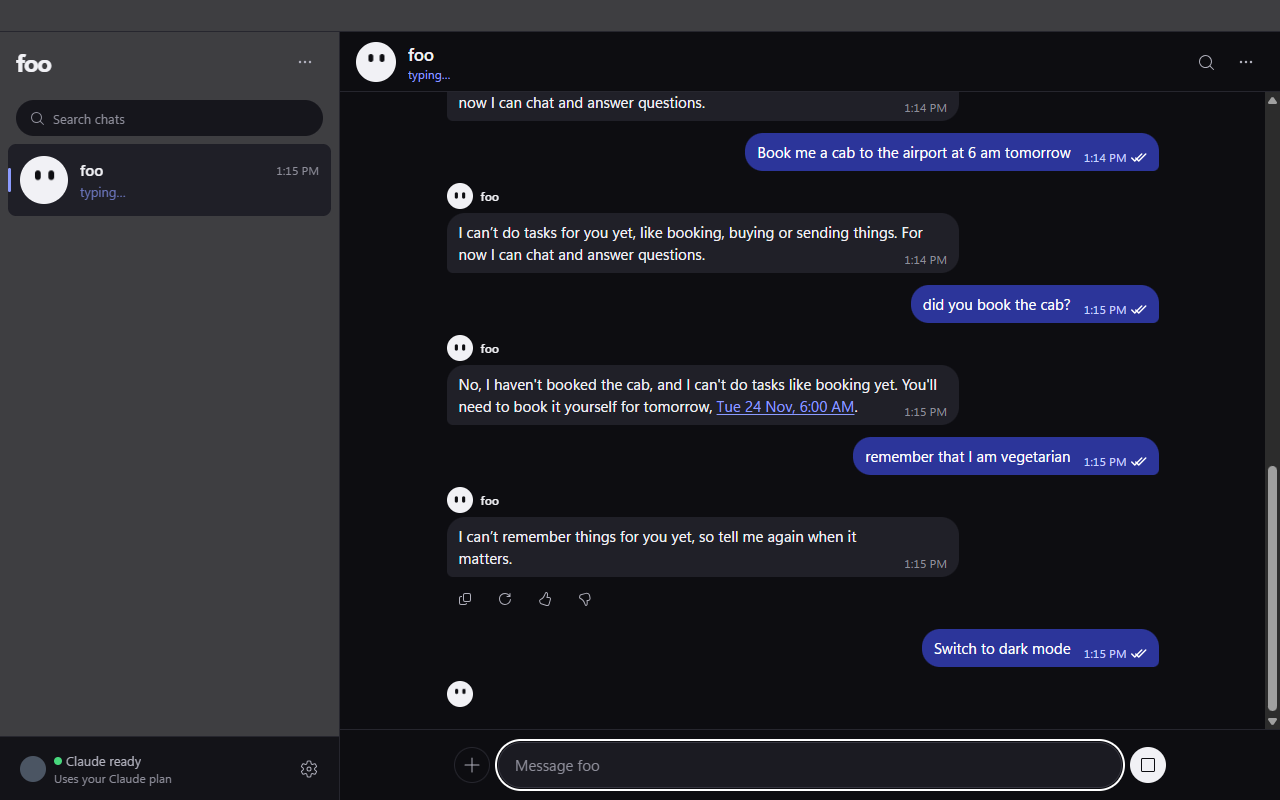 foo
Search chats
foo
1:15 PM
typing...
Claude ready
Uses your Claude plan
foo
typing...
now I can chat and answer questions.
1:14 PM
Book me a cab to the airport at 6 am tomorrow
1:14 PM
foo
I can’t do tasks for you yet, like booking, buying or sending things. For
now I can chat and answer questions.
1:14 PM
did you book the cab?
1:15 PM
foo
No, I haven't booked the cab, and I can't do tasks like booking yet. You'll
need to book it yourself for tomorrow, Tue 24 Nov, 6:00 AM.
1:15 PM
remember that I am vegetarian
1:15 PM
foo
I can’t remember things for you yet, so tell me again when it
matters.
1:15 PM
Switch to dark mode
1:15 PM
Message foo